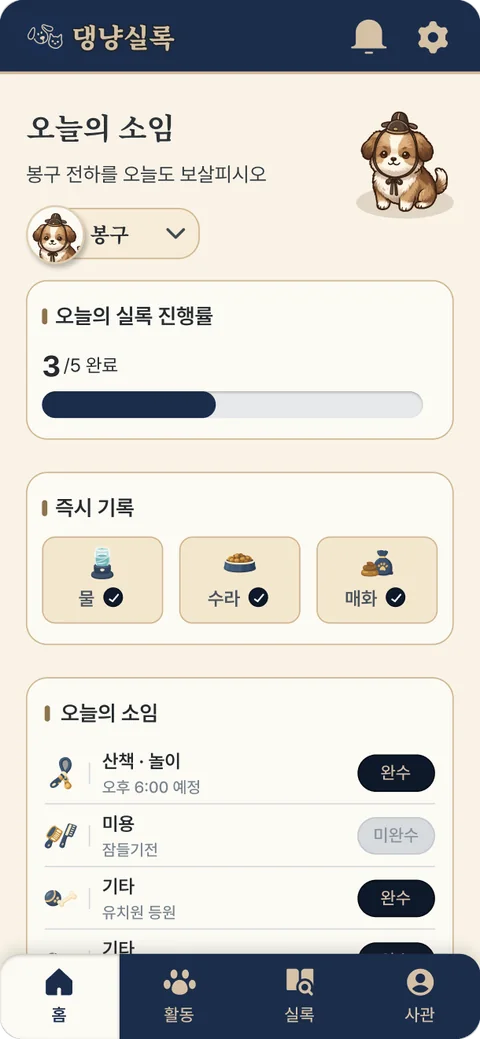 댕냥실록
오늘의 소임
봉구 전하를 오늘도 보살피시오
봉구
오늘의 실록 진행률
3/5 완료
즉시 기록
물
수라
매화
오늘의 소임
산책 · 놀이
오후 6:00 예정
완수
미용
잠들기전
미완수
기타
유치원 등원
완수
기타
홈
활동
실록
사관